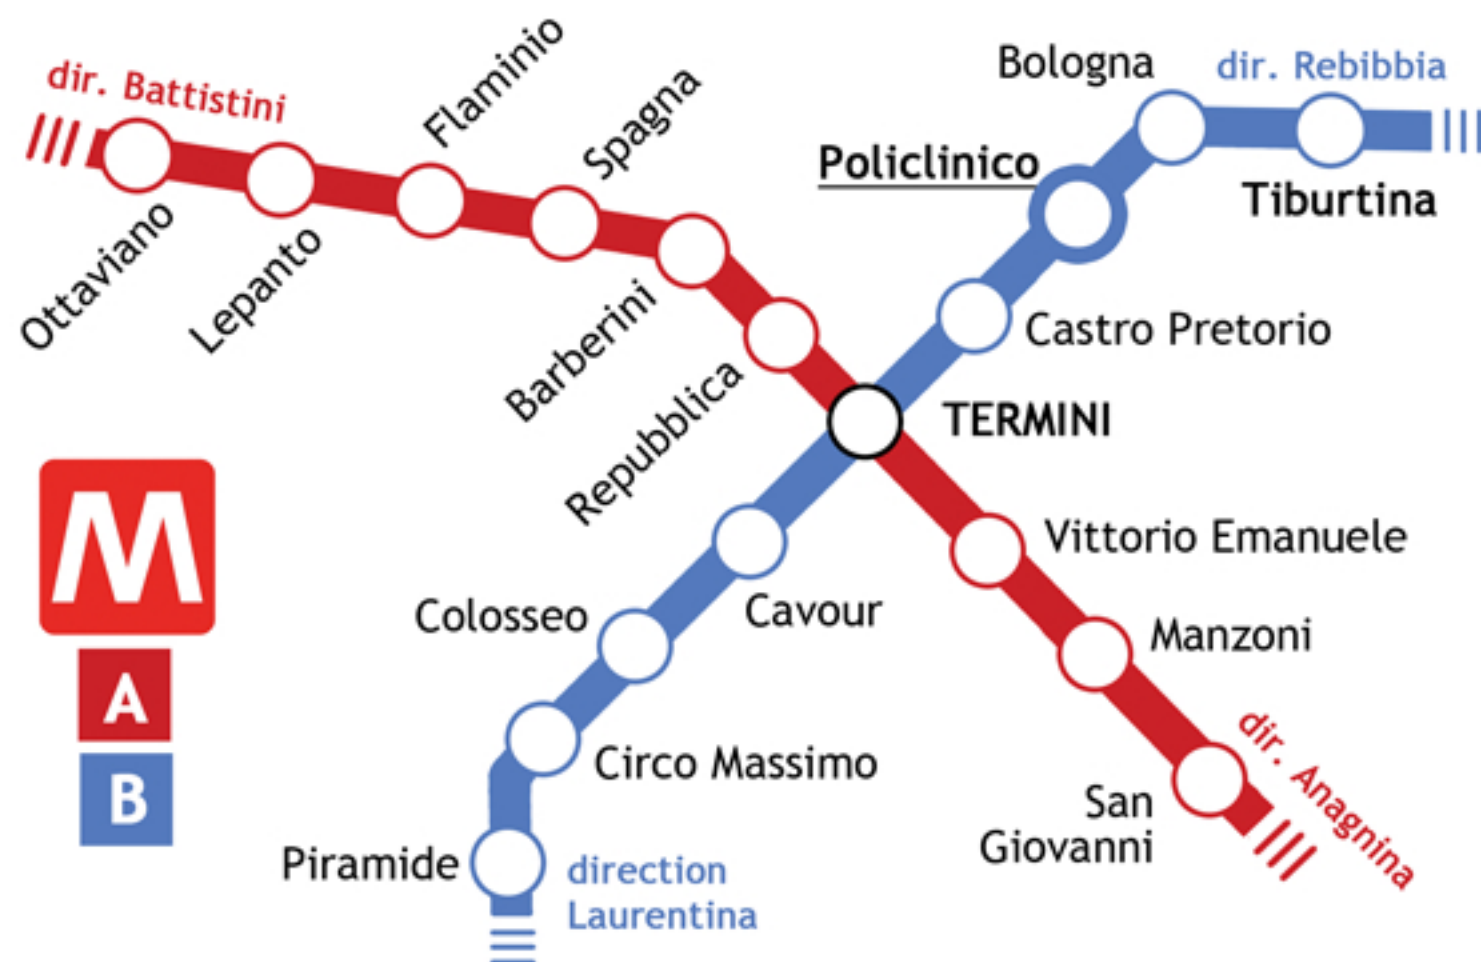 dir. Battistini
Flaminio
Spagna
Bologna
dir. Rebibbia
Policlinico
Tiburtina
Ottaviano
Lepanto
Barberini
Repubblica
Castro Pretorio
TERMINI
M
A
B
Vittorio Emanuele
Colosseo
Cavour
Manzoni
Circo Massimo
San
Giovanni
dir. Anagnina
Piramide
direction
Laurentina